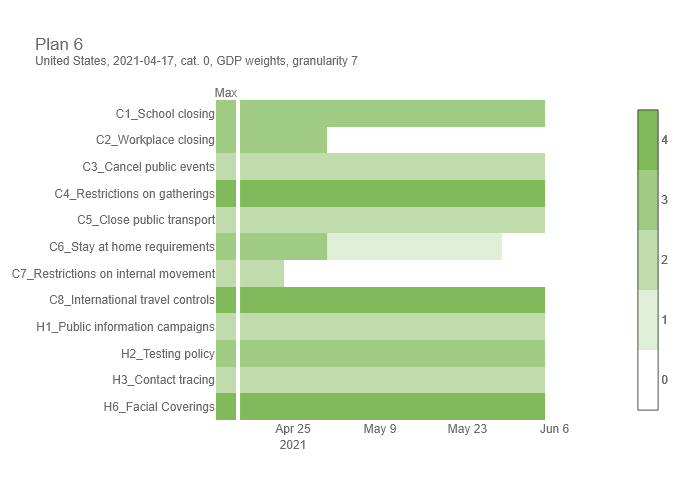 Plan 6
United States, 2021-04-17, cat. 0, GDP weights, granularity 7
Max
C1_School closing
C2_Workplace closing
C3_Cancel public events
C4_Restrictions on gatherings
C5_Close public transport
C6_Stay at home requirements
C7_Restrictions on internal movement
C8_International travel controls
H1_Public information campaigns
H2_Testing policy
H3_Contact tracing
H6_Facial Coverings
Apr 25 May 9 May 23 Jun 6
2021
4
3
2
1
0